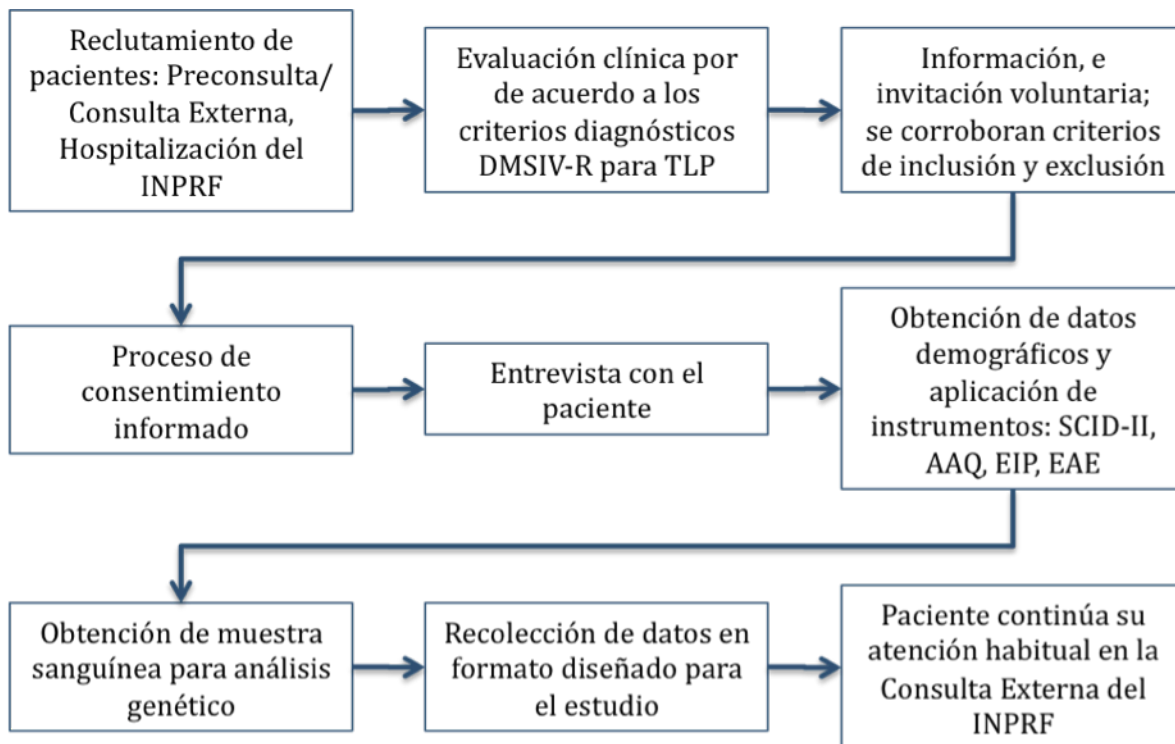 Reclutamiento de
pacientes: Preconsulta/
Consulta Externa,
Hospitalización del
INPRF
Evaluación clínica por
de acuerdo a los
criterios diagnósticos
DMSIV-R para TLP
Información, e
invitación voluntaria;
se corroboran criterios
de inclusión y exclusión
Proceso de
consentimiento
informado
Entrevista con el
paciente
Obtención de datos
demográficos y
aplicación de
instrumentos: SCID-II,
AAQ, EIP, EAE
Obtención de muestra
sanguínea para análisis
genético
Recolección de datos en
formato diseñado para
el estudio
Paciente continúa su
atención habitual en la
Consulta Externa del
INPRF